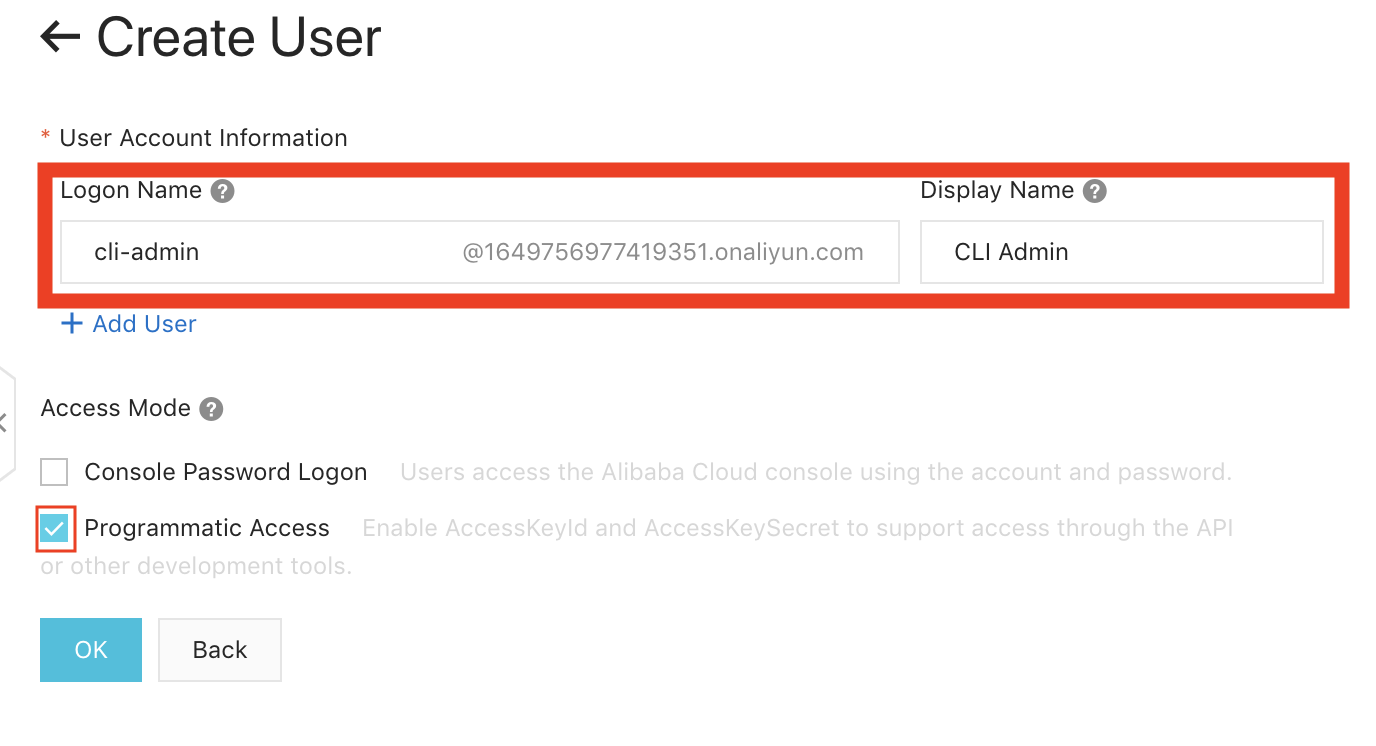 Create User
* User Account Information
Logon Name ? Display Name ?
cli-admin @1649756977419351.onaliyun.com CLI Admin
+ Add User
Access Mode ?
Console Password Logon Users access the Alibaba Cloud console using the account and password.
Programmatic Access Enable AccessKeyId and AccessKeySecret to support access through the API
or other development tools.
OK Back